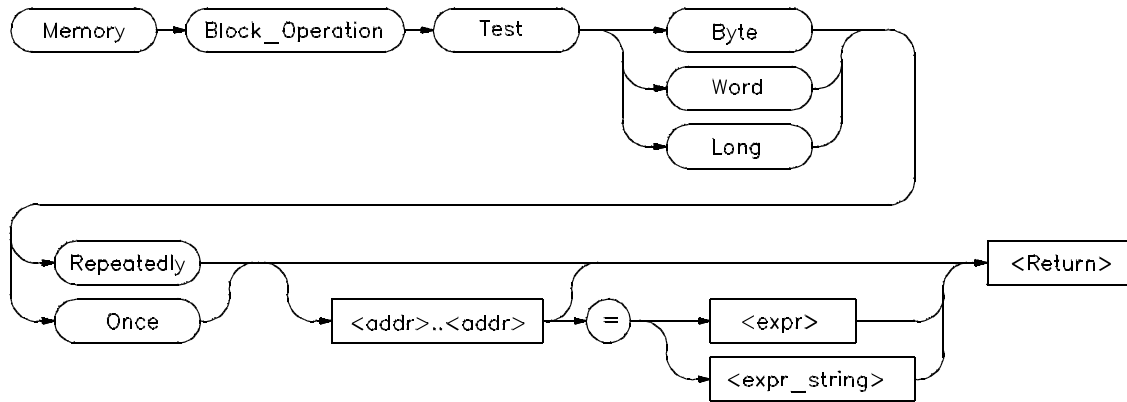 Memory Block_Operation Test Byte
Word
Long
Repeatedly <Return>
Once <addr>..<addr> = <expr>
<expr_string>